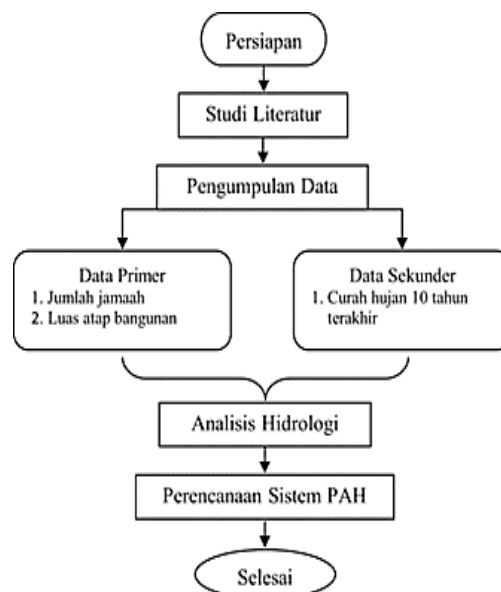 Persiapan
Studi Literatur
Pengumpulan Data
Data Primer
1. Jumlah jamaah
2. Luas atap bangunan
Data Sekunder
1. Curah hujan 10 tahun
terakhir
Analisis Hidrologi
Perencanaan Sistem PAH
Selesai